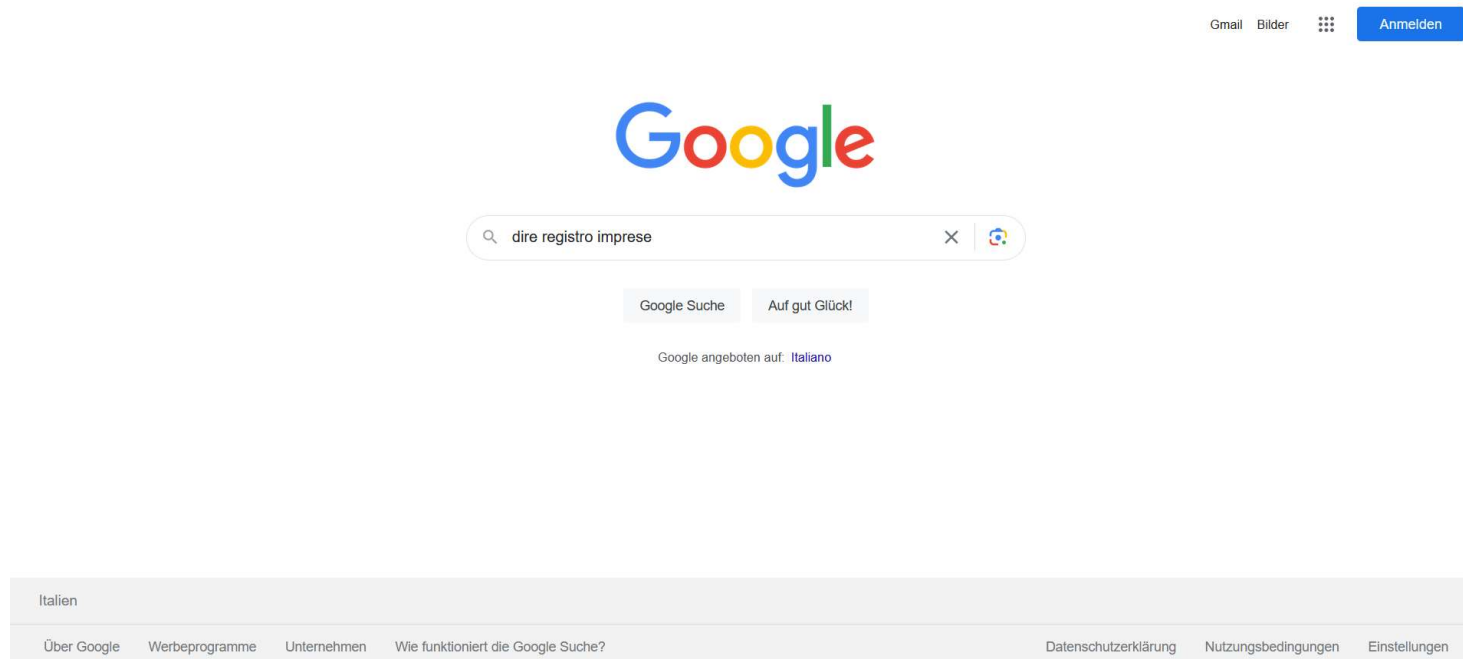 Gmail Bilder Anmelden
Google
dire registro imprese
Google Suche Auf gut Glück!
Google angeboten auf: Italiano
Italien
Über Google Werbeprogramme Unternehmen Wie funktioniert die Google Suche? Datenschutzerklärung Nutzungsbedingungen Einstellungen